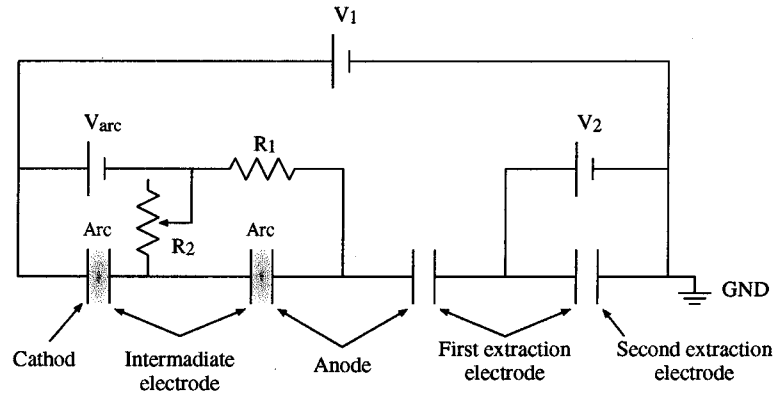 V1
Varc
R1
V2
Arc
R2
Arc
GND
Cathod
Intermadiate
electrode
Anode
First extraction
electrode
Second extraction
electrode